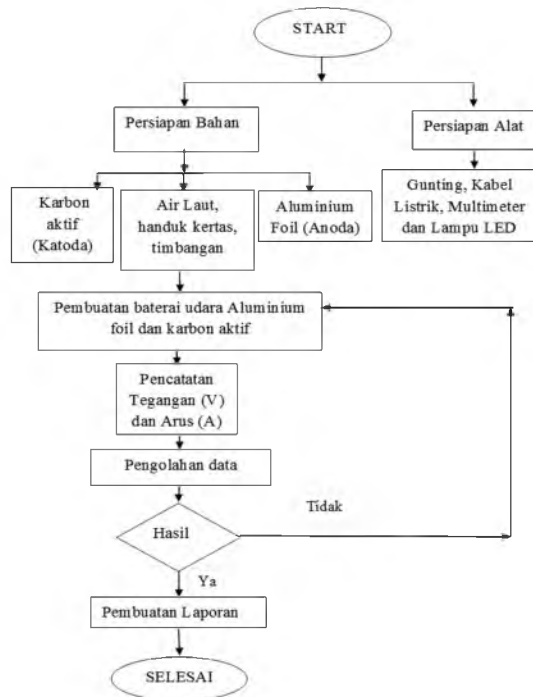 START
Persiapan Bahan
Persiapan Alat
Karbon
aktif
(Katoda)
Air Laut,
handuk kertas,
timbangan
Aluminium
Foil (Anoda)
Gunting, Kabel
Listrik, Multimeter
dan Lampu LED
Pembuatan baterai udara Aluminium
foil dan karbon aktif
Pencatatan
Tegangan (V)
dan Arus (A)
Pengolahan data
Tidak
Hasil
Ya
Pembuatan Laporan
SELESAI